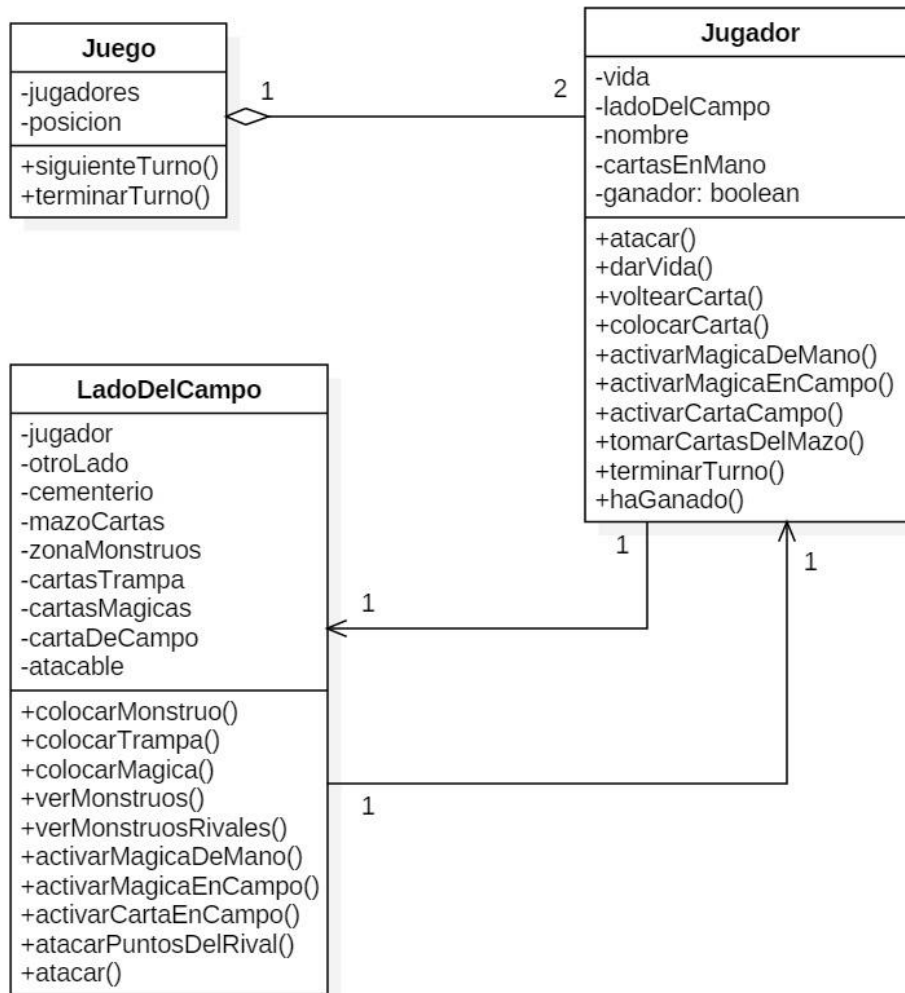 Juego
-jugadores
-posicion
+siguienteTurno()
+terminarTurno()
1
2
Jugador
-vida
-ladoDelCampo
-nombre
-cartasEnMano
-ganador: boolean
+atacar()
+darVida()
+voltearCarta()
+colocarCarta()
+activarMagicaDeMano()
+activarMagicaEnCampo()
+activarCartaCampo()
+tomarCartasDelMazo()
+terminarTurno()
+haGanado()
1
1
1
1
LadoDelCampo
-jugador
-otroLado
-cementerio
-mazoCartas
-zonaMonstruos
-cartasTrampa
-cartasMagicas
-cartaDeCampo
-atacable
+colocarMonstruo()
+colocarTrampa()
+colocarMagica()
+verMonstruos()
+verMonstruosRivales()
+activarMagicaDeMano()
+activarMagicaEnCampo()
+activarCartaEnCampo()
+atacarPuntosDelRival()
+atacar()